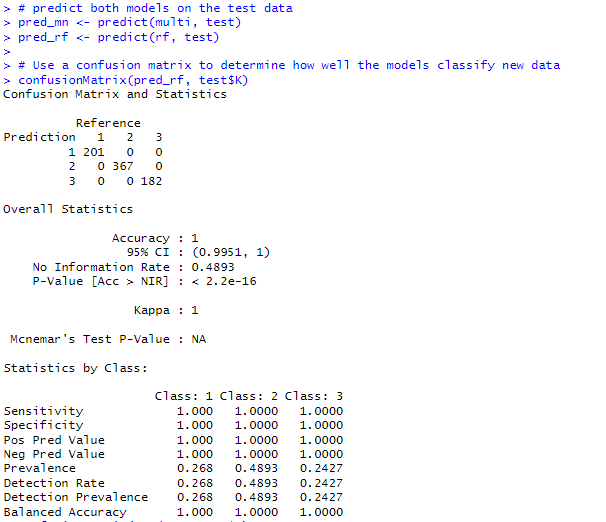 > # predict both models on the test data
> pred_mn <- predict(multi, test)
> pred_rf <- predict(rf, test)
>
> # Use a confusion matrix to determine how well the models classify new data
> confusionMatrix(pred_rf, test$K)
Confusion Matrix and Statistics

          Reference
Prediction   1   2   3
         1 201   0   0
         2   0 367   0
         3   0   0 182

Overall Statistics

               Accuracy : 1
                 95% CI : (0.9951, 1)
    No Information Rate : 0.4893
    P-Value [Acc > NIR] : < 2.2e-16

                  Kappa : 1

 Mcnemar's Test P-Value : NA

Statistics by Class:

                     Class: 1 Class: 2 Class: 3
Sensitivity             1.000   1.0000   1.0000
Specificity             1.000   1.0000   1.0000
Pos Pred Value          1.000   1.0000   1.0000
Neg Pred Value          1.000   1.0000   1.0000
Prevalence              0.268   0.4893   0.2427
Detection Rate          0.268   0.4893   0.2427
Detection Prevalence    0.268   0.4893   0.2427
Balanced Accuracy       1.000   1.0000   1.0000